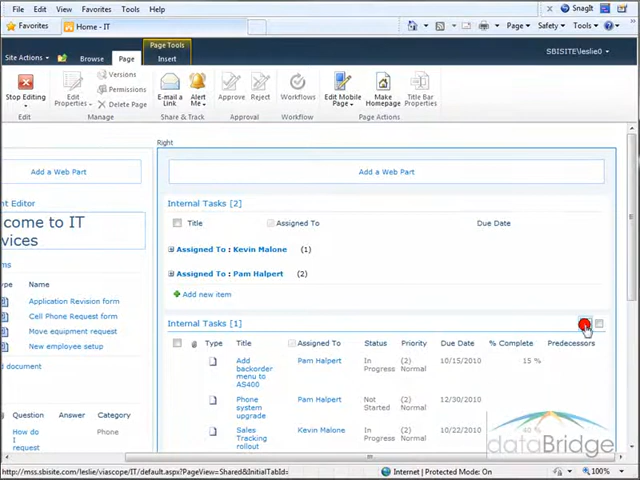 File Edit View Favorites Tools Help
SnagIt
Favorites
Home - IT
Page Safety Tools
Page Tools
Site Actions Browse Page Insert
SBISITE\leslie0
Stop Editing
Edit Properties
Versions
Permissions
Delete Page
E-mail a Link
Alert Me
Approve
Reject
Workflows
Edit Mobile Page
Make Homepage
Title Bar Properties
Edit Manage Share & Track Approval Workflow Page Actions
Right
Add a Web Part
Add a Web Part
Internal Tasks [2]
Title Assigned To Due Date
Assigned To : Kevin Malone (1)
Assigned To : Pam Halpert (2)
Add new item
Internal Tasks [1]
Type Title Assigned To Status Priority Due Date % Complete Predecessors
Add backorder menu to AS400 Pam Halpert In Progress (2) Normal 10/15/2010 15 %
Phone system upgrade Pam Halpert Not Started (2) Normal 12/30/2010
Sales Tracking rollout Kevin Malone In Progress (2) Normal 10/22/2010 40 %
nt Editor
come to IT
vices
ms
ype Name
Application Revision form
Cell Phone Request form
Move equipment request
New employee setup
d document
Question Answer Category
How do I request
Phone
dataBridge
http://mss.sbisite.com/leslie/viascope/IT/default.aspx?PageView=Shared&InitialTabId=
Internet | Protected Mode: On
100%